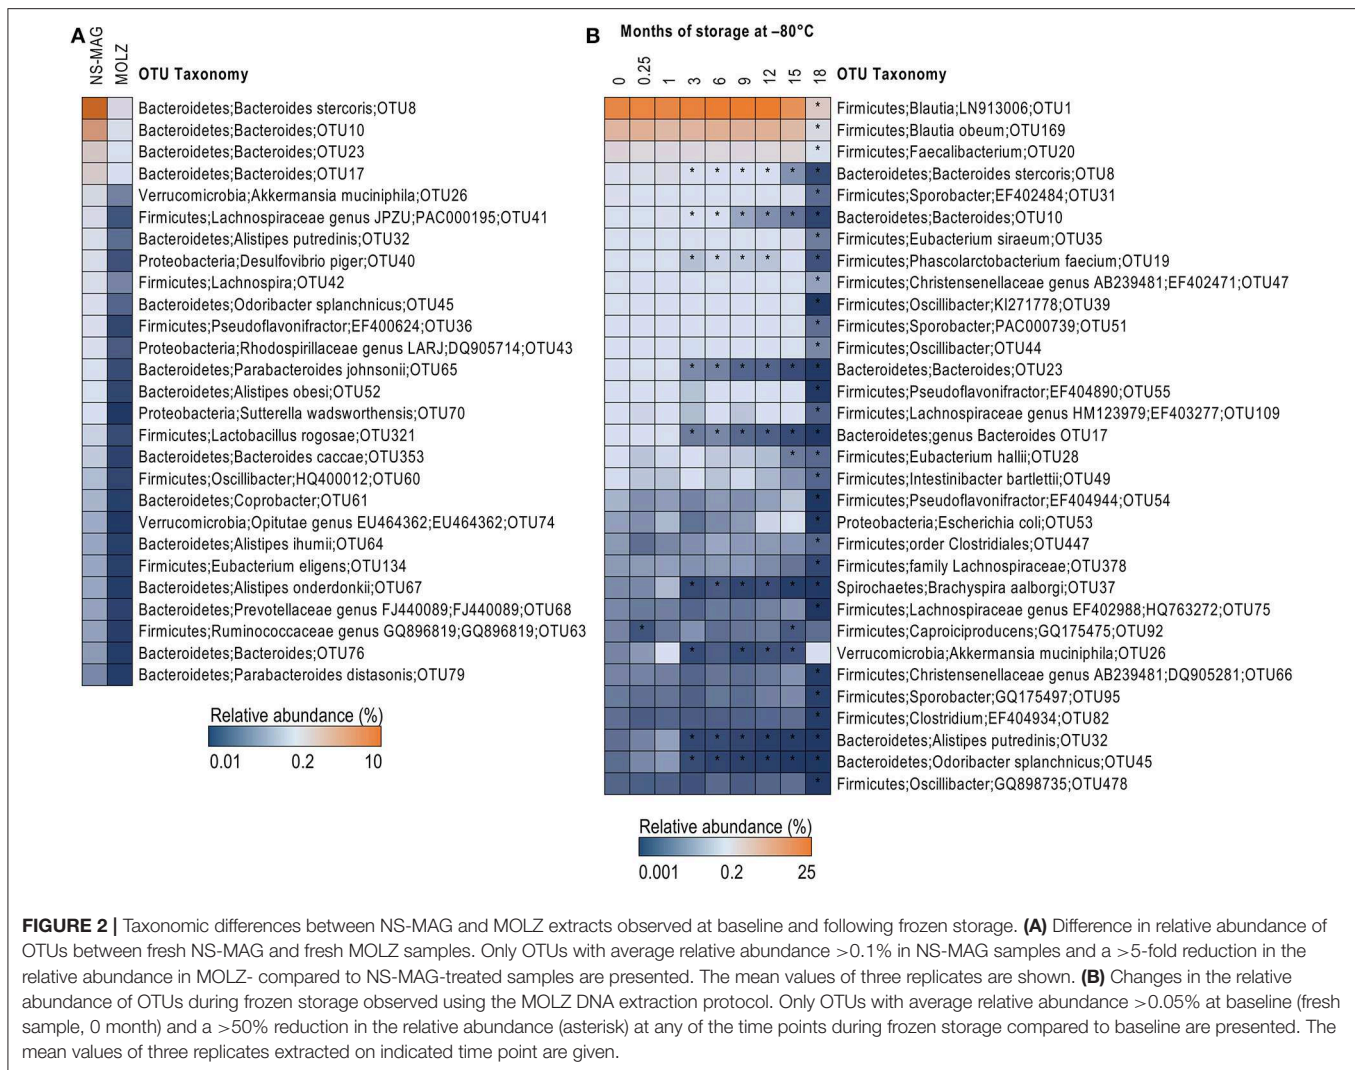 A
NS-MAG
MOLZ
OTU Taxonomy
Bacteroidetes;Bacteroides stercoris;OTU8
Bacteroidetes;Bacteroides;OTU10
Bacteroidetes;Bacteroides;OTU23
Bacteroidetes;Bacteroides;OTU17
Verrucomicrobia;Akkermansia muciniphila;OTU26
Firmicutes;Lachnospiraceae genus JPZU;PAC000195;OTU41
Bacteroidetes;Alistipes putredinis;OTU32
Proteobacteria;Desulfovibrio piger;OTU40
Firmicutes;Lachnospira;OTU42
Bacteroidetes;Odoribacter splanchnicus;OTU45
Firmicutes;Pseudoflavonifractor;EF400624;OTU36
Proteobacteria;Rhodospirillaceae genus LARJ;DQ905714;OTU43
Bacteroidetes;Parabacteroides johnsonii;OTU65
Bacteroidetes;Alistipes obesi;OTU52
Proteobacteria;Sutterella wadsworthensis;OTU70
Firmicutes;Lactobacillus rogosae;OTU321
Bacteroidetes;Bacteroides caccae;OTU353
Firmicutes;Oscillibacter;HQ400012;OTU60
Bacteroidetes;Coprobacter;OTU61
Verrucomicrobia;Opitutae genus EU464362;EU464362;OTU74
Bacteroidetes;Alistipes ihumii;OTU64
Firmicutes;Eubacterium eligens;OTU134
Bacteroidetes;Alistipes onderdonkii;OTU67
Bacteroidetes;Prevotellaceae genus FJ440089;FJ440089;OTU68
Firmicutes;Ruminococcaceae genus GQ896819;GQ896819;OTU63
Bacteroidetes;Bacteroides;OTU76
Bacteroidetes;Parabacteroides distasonis;OTU79
Relative abundance (%)
0.01 0.2 10
B
Months of storage at –80°C
0 0.25 1 3 6 9 12 15 18
OTU Taxonomy
Firmicutes;Blautia;LN913006;OTU1
*
Firmicutes;Blautia obeum;OTU169
*
Firmicutes;Faecalibacterium;OTU20
*
Bacteroidetes;Bacteroides stercoris;OTU8
* * * * * *
Firmicutes;Sporobacter;EF402484;OTU31
*
Bacteroidetes;Bacteroides;OTU10
* * * * * *
Firmicutes;Eubacterium siraeum;OTU35
*
Firmicutes;Phascolarctobacterium faecium;OTU19
* * * * *
Firmicutes;Christensenellaceae genus AB239481;EF402471;OTU47
*
Firmicutes;Oscillibacter;KI271778;OTU39
*
Firmicutes;Sporobacter;PAC000739;OTU51
*
Firmicutes;Oscillibacter;OTU44
*
Bacteroidetes;Bacteroides;OTU23
* * * * * *
Firmicutes;Pseudoflavonifractor;EF404890;OTU55
*
Firmicutes;Lachnospiraceae genus HM123979;EF403277;OTU109
*
Bacteroidetes;genus Bacteroides OTU17
* * * * * *
Firmicutes;Eubacterium hallii;OTU28
* *
Firmicutes;Intestinibacter bartlettii;OTU49
*
Firmicutes;Pseudoflavonifractor;EF404944;OTU54
*
Proteobacteria;Escherichia coli;OTU53
*
Firmicutes;order Clostridiales;OTU447
*
Firmicutes;family Lachnospiraceae;OTU378
*
Spirochaetes;Brachyspira aalborgi;OTU37
* * * * * *
Firmicutes;Lachnospiraceae genus EF402988;HQ763272;OTU75
*
Firmicutes;Caproiciproducens;GQ175475;OTU92
* *
Verrucomicrobia;Akkermansia muciniphila;OTU26
* * * *
Firmicutes;Christensenellaceae genus AB239481;DQ905281;OTU66
*
Firmicutes;Sporobacter;GQ175497;OTU95
*
Firmicutes;Clostridium;EF404934;OTU82
*
Bacteroidetes;Alistipes putredinis;OTU32
* * * * * *
Bacteroidetes;Odoribacter splanchnicus;OTU45
* * * * * *
Firmicutes;Oscillibacter;GQ898735;OTU478
*
Relative abundance (%)
0.001 0.2 25
FIGURE 2 | Taxonomic differences between NS-MAG and MOLZ extracts observed at baseline and following frozen storage. (A) Difference in relative abundance of
OTUs between fresh NS-MAG and fresh MOLZ samples. Only OTUs with average relative abundance >0.1% in NS-MAG samples and a >5-fold reduction in the
relative abundance in MOLZ- compared to NS-MAG-treated samples are presented. The mean values of three replicates are shown. (B) Changes in the relative
abundance of OTUs during frozen storage observed using the MOLZ DNA extraction protocol. Only OTUs with average relative abundance >0.05% at baseline (fresh
sample, 0 month) and a >50% reduction in the relative abundance (asterisk) at any of the time points during frozen storage compared to baseline are presented. The
mean values of three replicates extracted on indicated time point are given.